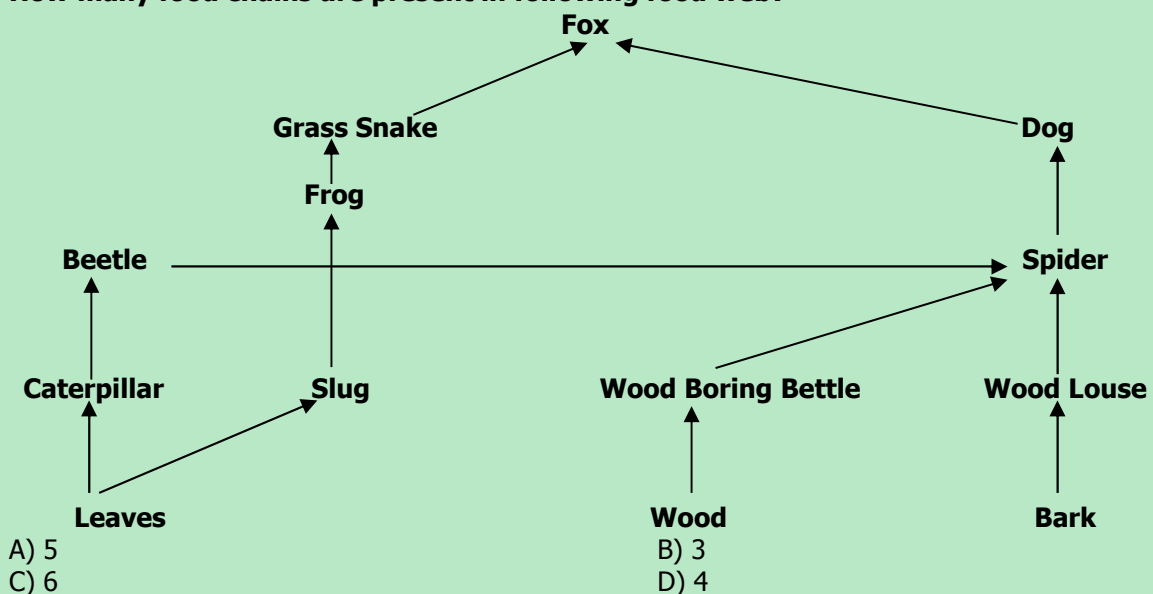 How many food chains are present in following food web?
Fox
Grass Snake Dog
Frog
Beetle Spider
Caterpillar Slug Wood Boring Bettle Wood Louse
Leaves Wood Bark
A) 5 B) 3
C) 6 D) 4